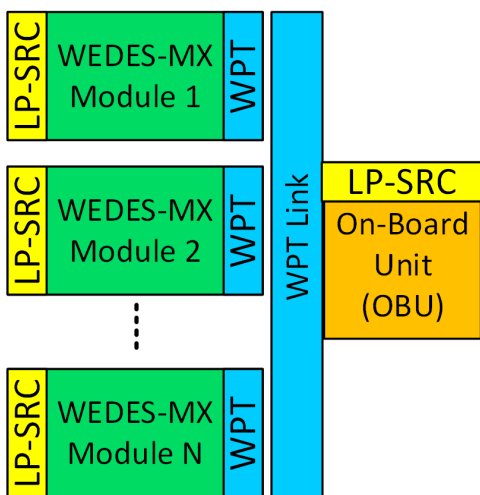 LP-SRC
WEDES-MX
Module 1
WPT
LP-SRC
WEDES-MX
Module 2
WPT
LP-SRC
WEDES-MX
Module N
WPT
WPT Link
LP-SRC
On-Board
Unit
(OBU)